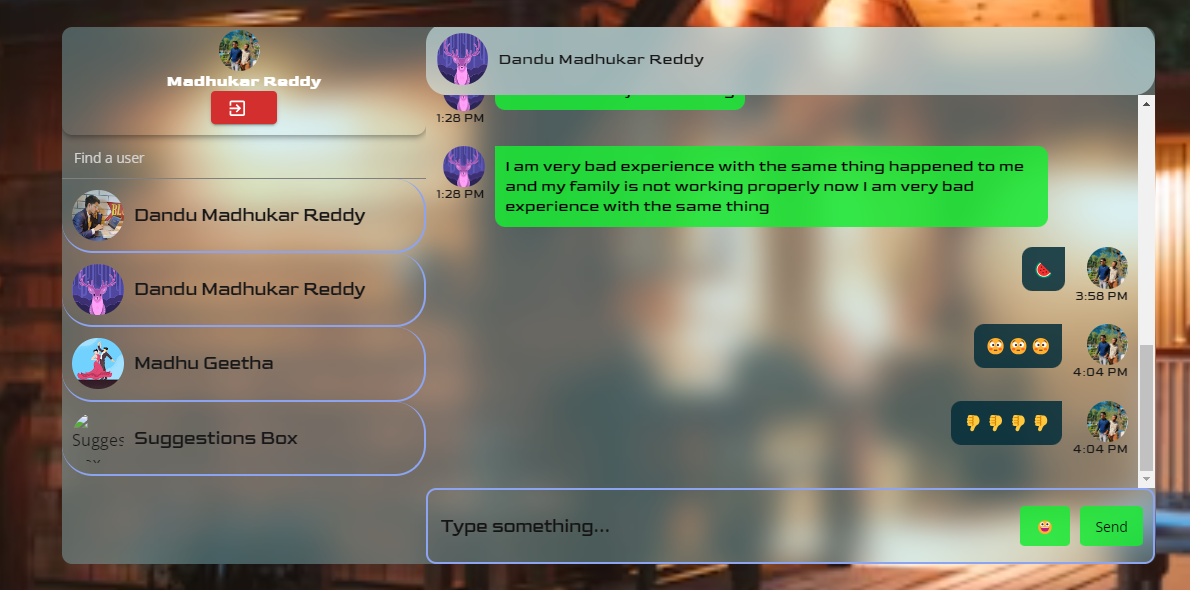 Madhukar Reddy
Find a user
Dandu Madhukar Reddy
Dandu Madhukar Reddy
Madhu Geetha
Sugges
Suggestions Box
Dandu Madhukar Reddy
1:28 PM
I am very bad experience with the same thing happened to me
and my family is not working properly now I am very bad
experience with the same thing
1:28 PM
🍉
3:58 PM
😳 😳 😳
4:04 PM
👎 👎 👎 👎
4:04 PM
Type something...
Send